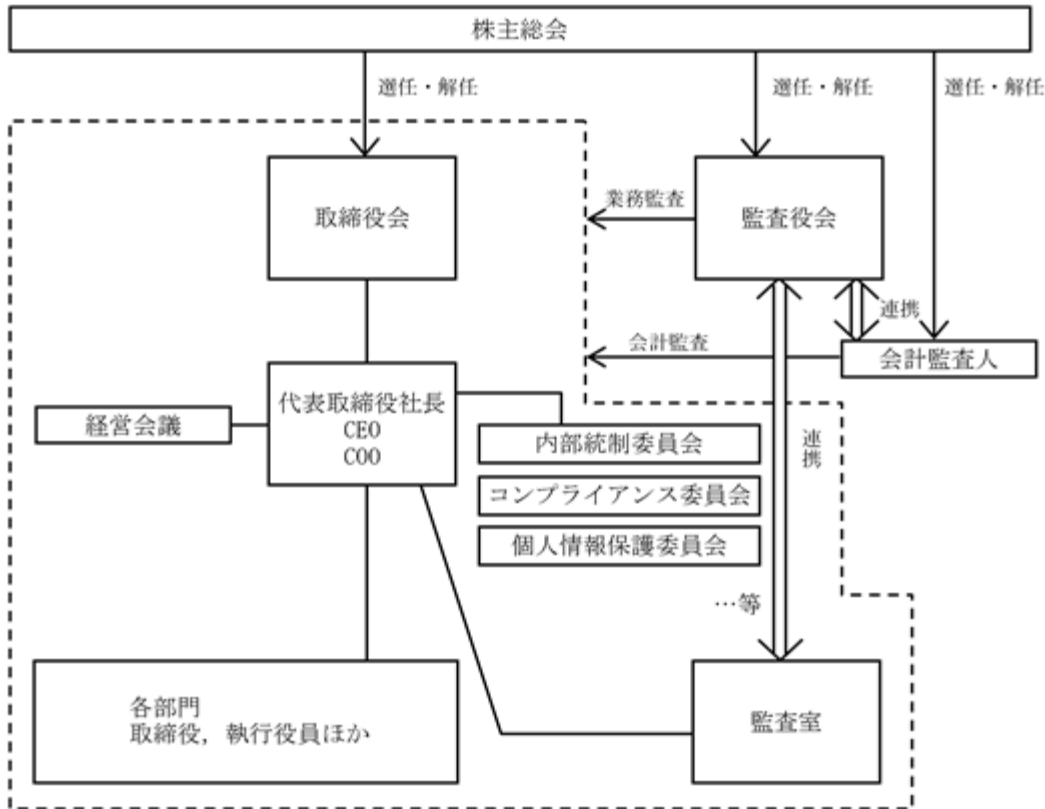 株主総会
選任・解任
選任・解任
選任・解任
取締役会
業務監査
監査役会
連携
会計監査
会計監査人
代表取締役社長
CEO
COO
経営会議
内部統制委員会
連携
コンプライアンス委員会
個人情報保護委員会
…等
各部門
取締役，執行役員ほか
監査室